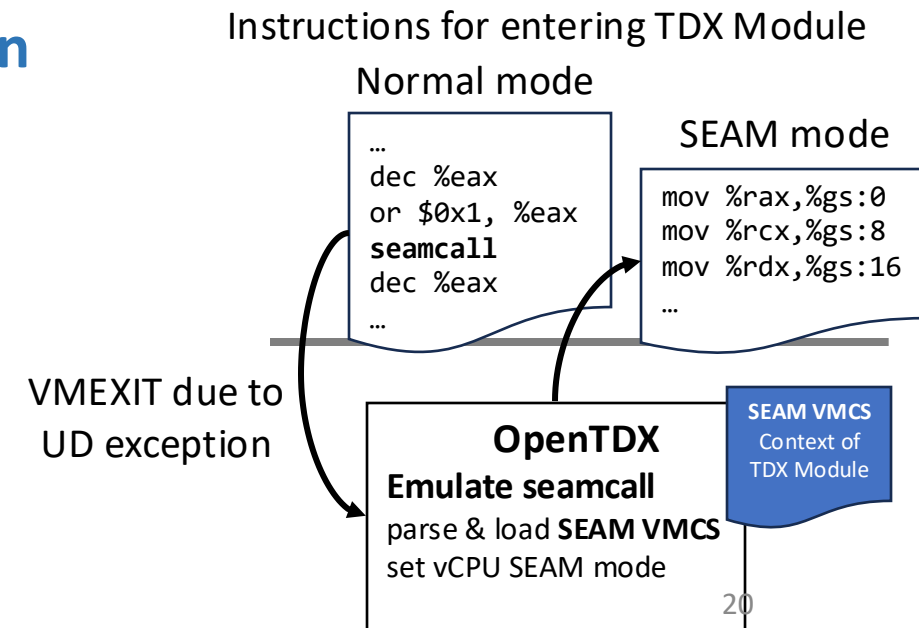 n
Instructions for entering TDX Module
Normal mode
…
dec %eax
or $0x1, %eax
seamcall
dec %eax
…
SEAM mode
mov %rax,%gs:0
mov %rcx,%gs:8
mov %rdx,%gs:16
…
VMEXIT due to
UD exception
OpenTDX
Emulate seamcall
parse & load SEAM VMCS
set vCPU SEAM mode
SEAM VMCS
Context of
TDX Module
20